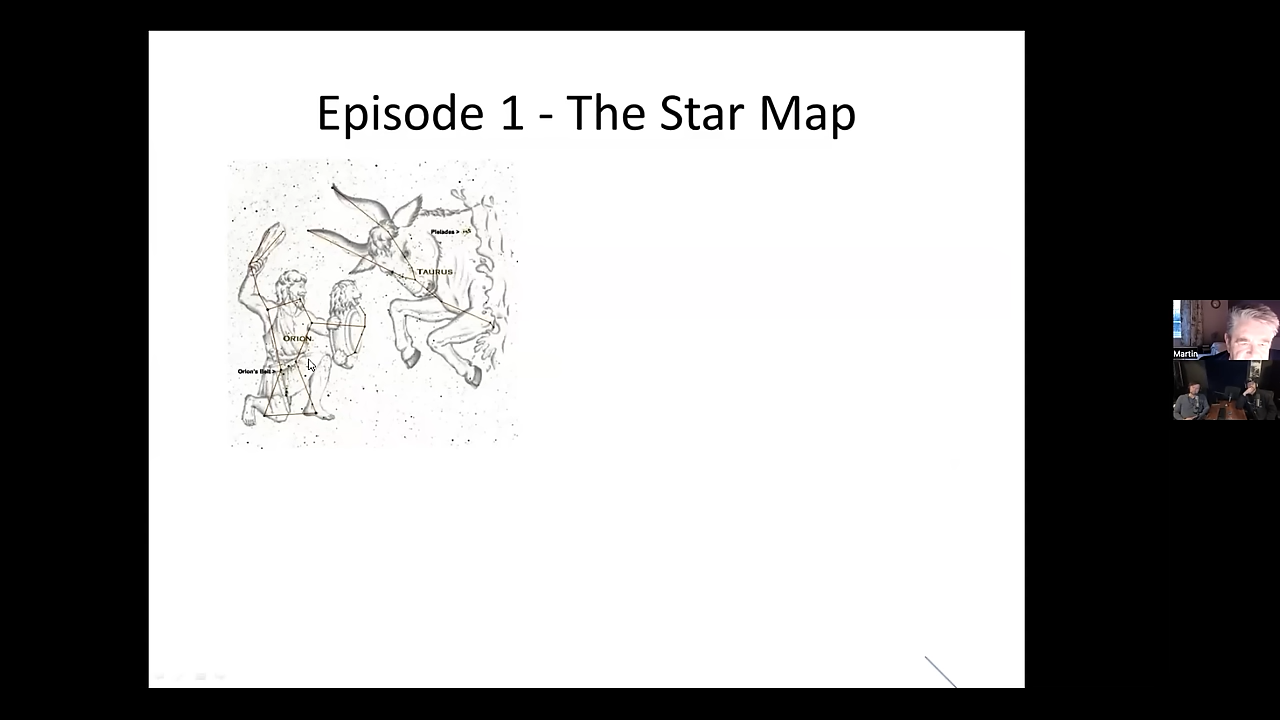 Episode 1 - The Star Map
Pleiades >
TAURUS
ORION
Orion's Belt >
Martin